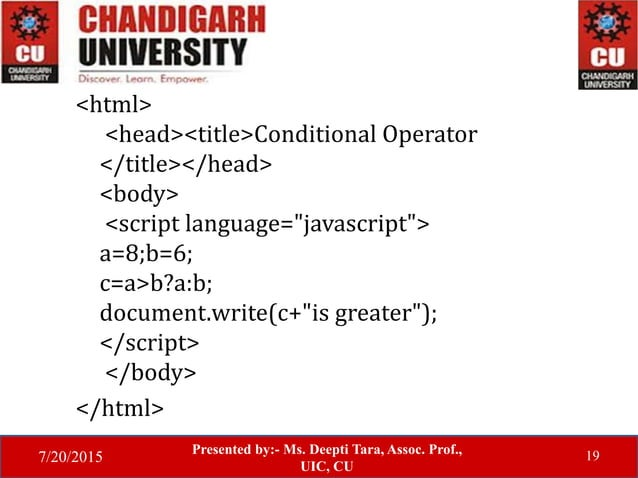 CU
CHANDIGARH
UNIVERSITY
CHANDIGARH
UNIVERSITY
Discover. Learn. Empower.
CU
CHANDIGARH
UNIVERSITY
<html>
<head><title>Conditional Operator
</title></head>
<body>
<script language="javascript">
a=8;b=6;
c=a>b?a:b;
document.write(c+"is greater");
</script>
</body>
</html>
7/20/2015
Presented by:- Ms. Deepti Tara, Assoc. Prof.,
UIC, CU
19